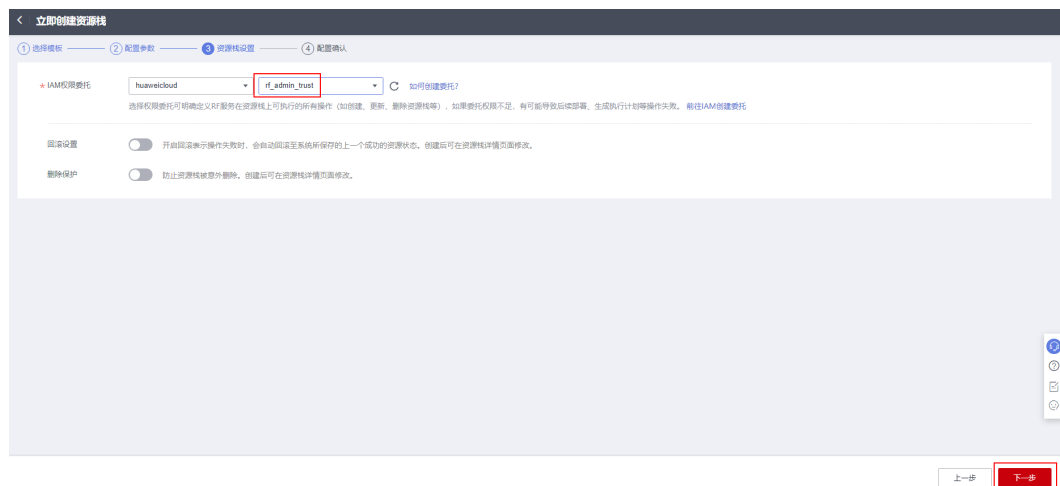 立即创建资源栈
1 选择模板 2 配置参数 3 资源栈设置 4 配置确认
* IAM权限委托 huaweicloud rf_admin_trust 如何创建委托?
选择权限委托可明确定义RF服务在资源栈上可执行的所有操作（如创建、更新、删除资源栈等），如果委托权限不足，有可能导致后续部署、生成执行计划等操作失败。 前往IAM创建委托
回滚设置 开启回滚表示操作失败时，会自动回滚至系统所保存的上一个成功的资源状态。创建后可在资源栈详情页面修改。
删除保护 防止资源栈被意外删除。创建后可在资源栈详情页面修改。
上一步 下一步